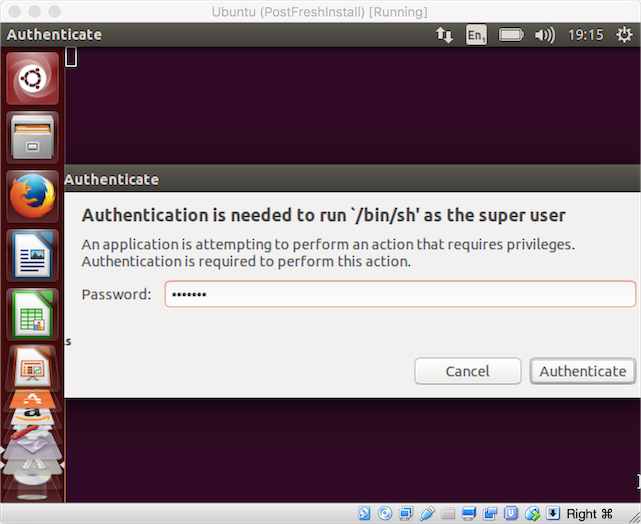 Ubuntu (PostFreshInstall) [Running]
Authenticate
En1
19:15
Authenticate
Authentication is needed to run `/bin/sh' as the super user
An application is attempting to perform an action that requires privileges.
Authentication is required to perform this action.
Password: •••••••
ls
Cancel
Authenticate
Right ⌘